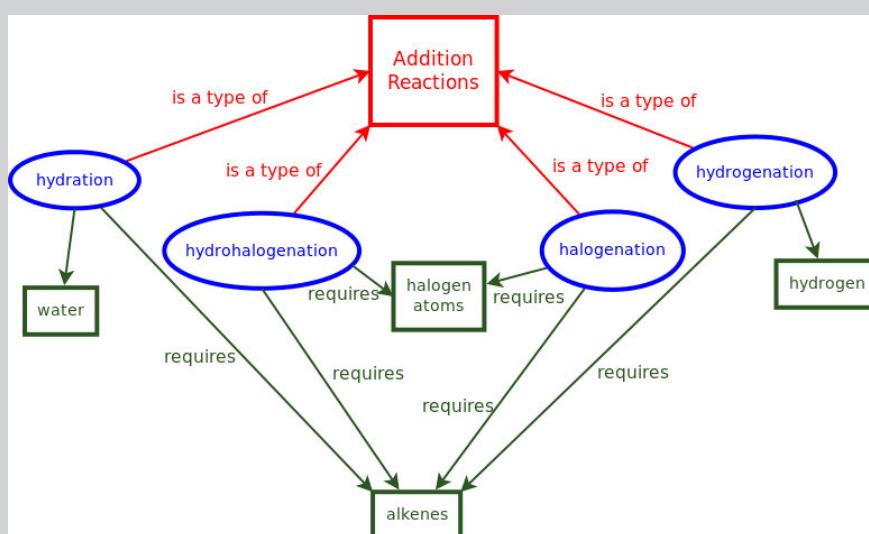 Addition
Reactions
is a type of
is a type of
is a type of
is a type of
hydration
hydrogenation
hydrohalogenation
halogenation
water
halogen
atoms
hydrogen
requires
requires
requires
requires
requires
requires
alkenes